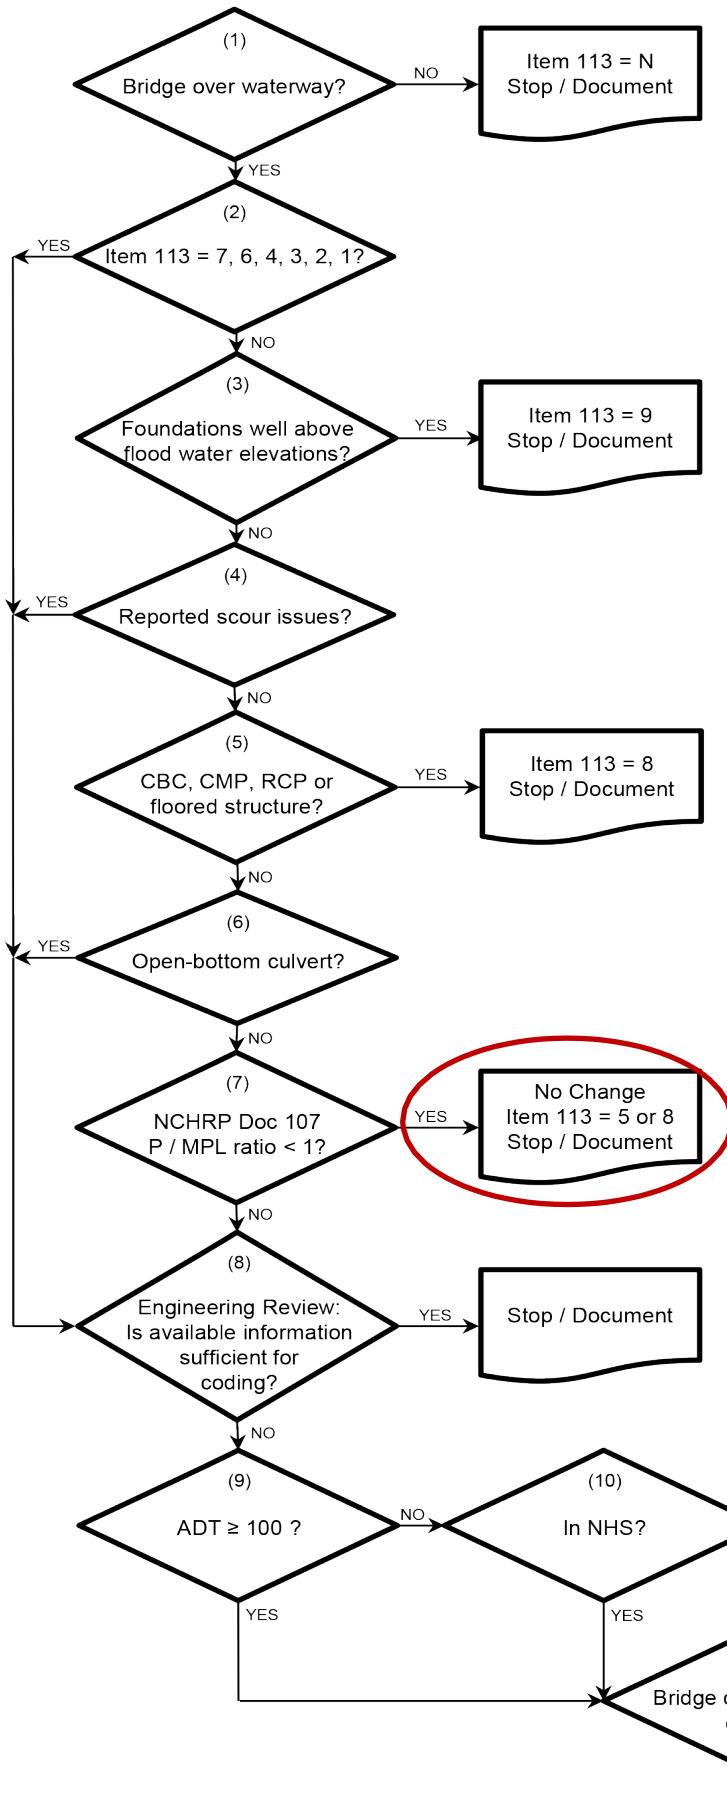 (1)
Bridge over waterway?
NO
Item 113 = N
Stop / Document
YES
(2)
YES
Item 113 = 7, 6, 4, 3, 2, 1?
NO
(3)
Foundations well above
flood water elevations?
YES
Item 113 = 9
Stop / Document
NO
(4)
YES
Reported scour issues?
NO
(5)
CBC, CMP, RCP or
floored structure?
YES
Item 113 = 8
Stop / Document
NO
(6)
YES
Open-bottom culvert?
NO
(7)
NCHRP Doc 107
P / MPL ratio < 1?
YES
No Change
Item 113 = 5 or 8
Stop / Document
NO
(8)
Engineering Review:
Is available information
sufficient for
coding?
YES
Stop / Document
NO
(9)
ADT ≥ 100 ?
NO
(10)
In NHS?
YES
YES
Bridge